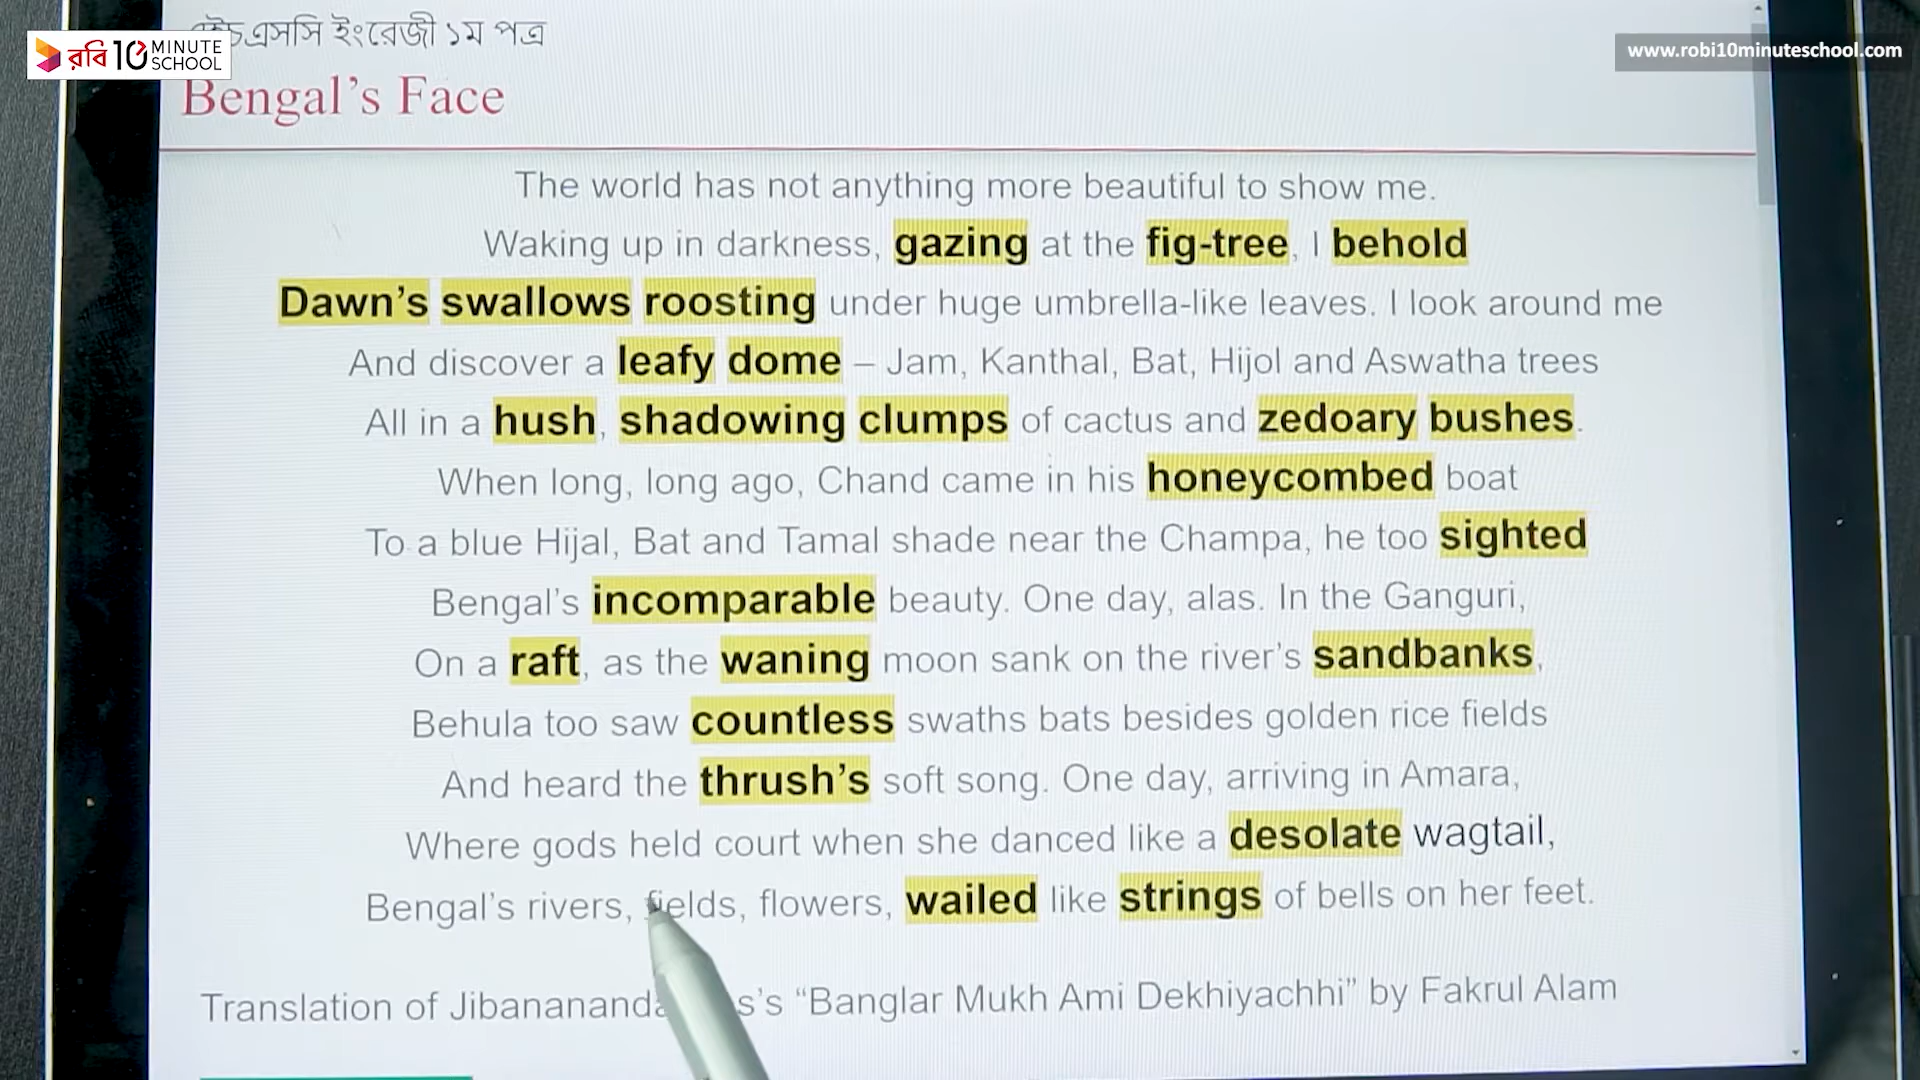 এইচএসসি ইংরেজী ১ম পত্র
রবি 10 MINUTE SCHOOL
www.robi10minuteschool.com
Bengal's Face
The world has not anything more beautiful to show me.
Waking up in darkness, gazing at the fig-tree, I behold
Dawn's swallows roosting under huge umbrella-like leaves. I look around me
And discover a leafy dome – Jam, Kanthal, Bat, Hijol and Aswatha trees
All in a hush, shadowing clumps of cactus and zedoary bushes.
When long, long ago, Chand came in his honeycombed boat
To a blue Hijal, Bat and Tamal shade near the Champa, he too sighted
Bengal's incomparable beauty. One day, alas. In the Ganguri,
On a raft, as the waning moon sank on the river's sandbanks,
Behula too saw countless swaths bats besides golden rice fields
And heard the thrush's soft song. One day, arriving in Amara,
Where gods held court when she danced like a desolate wagtail,
Bengal's rivers, fields, flowers, wailed like strings of bells on her feet.
Translation of "Banglar Mukh Ami Dekhiyachhi" by Fakrul Alam